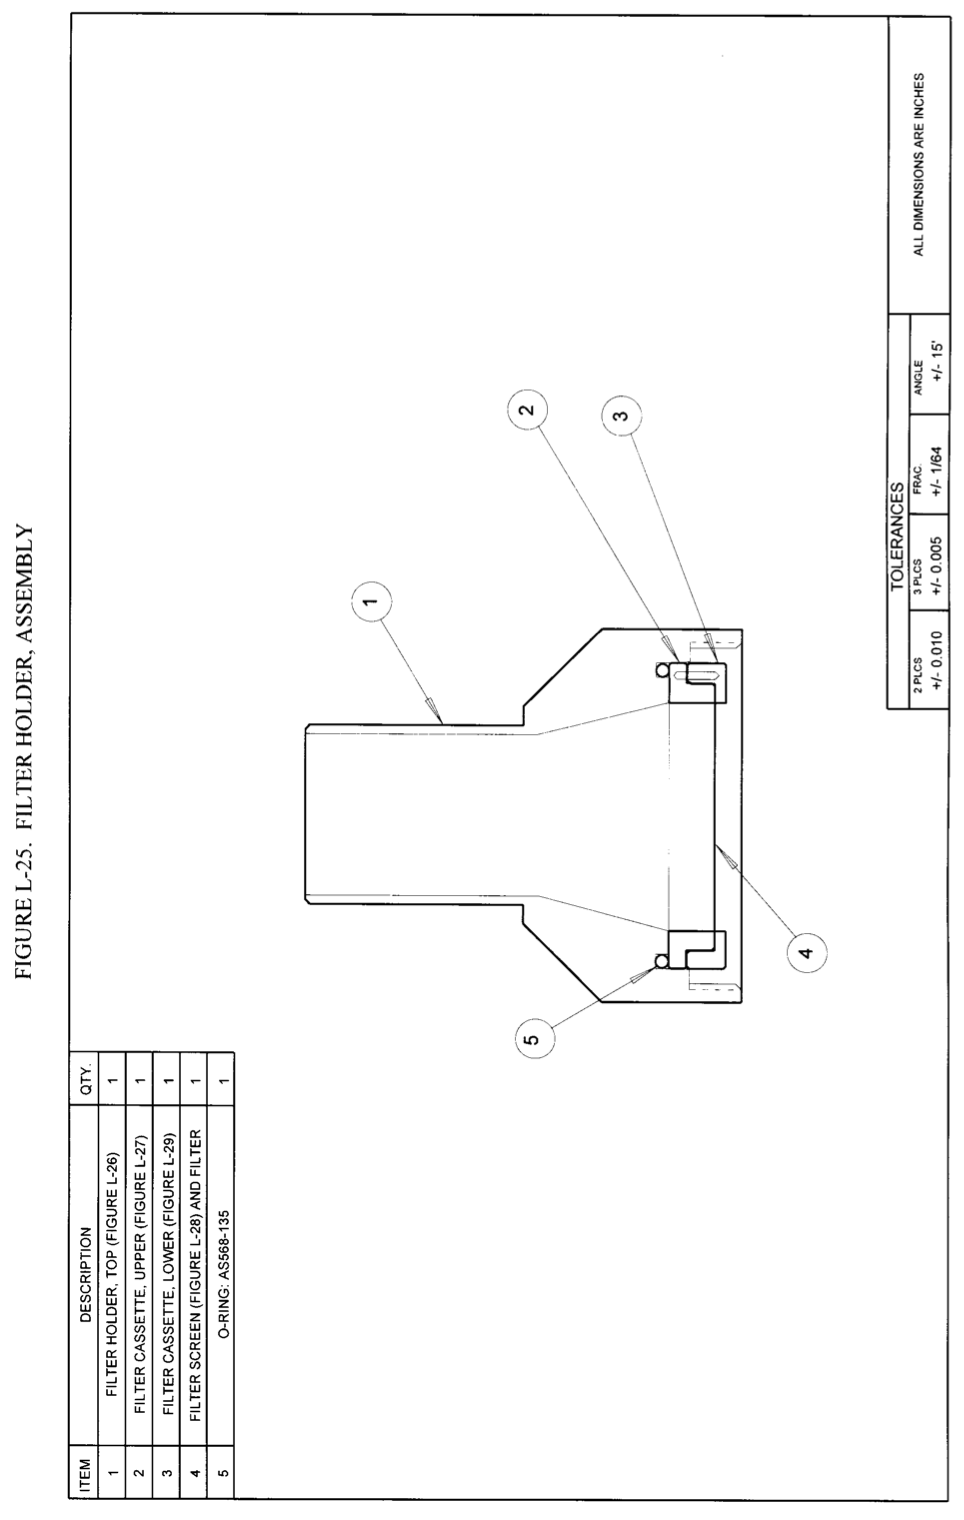 FIGURE L-25. FILTER HOLDER, ASSEMBLY
ITEM DESCRIPTION QTY.
1 FILTER HOLDER, TOP (FIGURE L-26) 1
2 FILTER CASSETTE, UPPER (FIGURE L-27) 1
3 FILTER CASSETTE, LOWER (FIGURE L-29) 1
4 FILTER SCREEN (FIGURE L-28) AND FILTER 1
5 O-RING: AS568-135 1
1
2
3
4
5
TOLERANCES
2 PLCS 3 PLCS FRAC. ANGLE
+/- 0.010 +/- 0.005 +/- 1/64 +/- 15'
ALL DIMENSIONS ARE INCHES